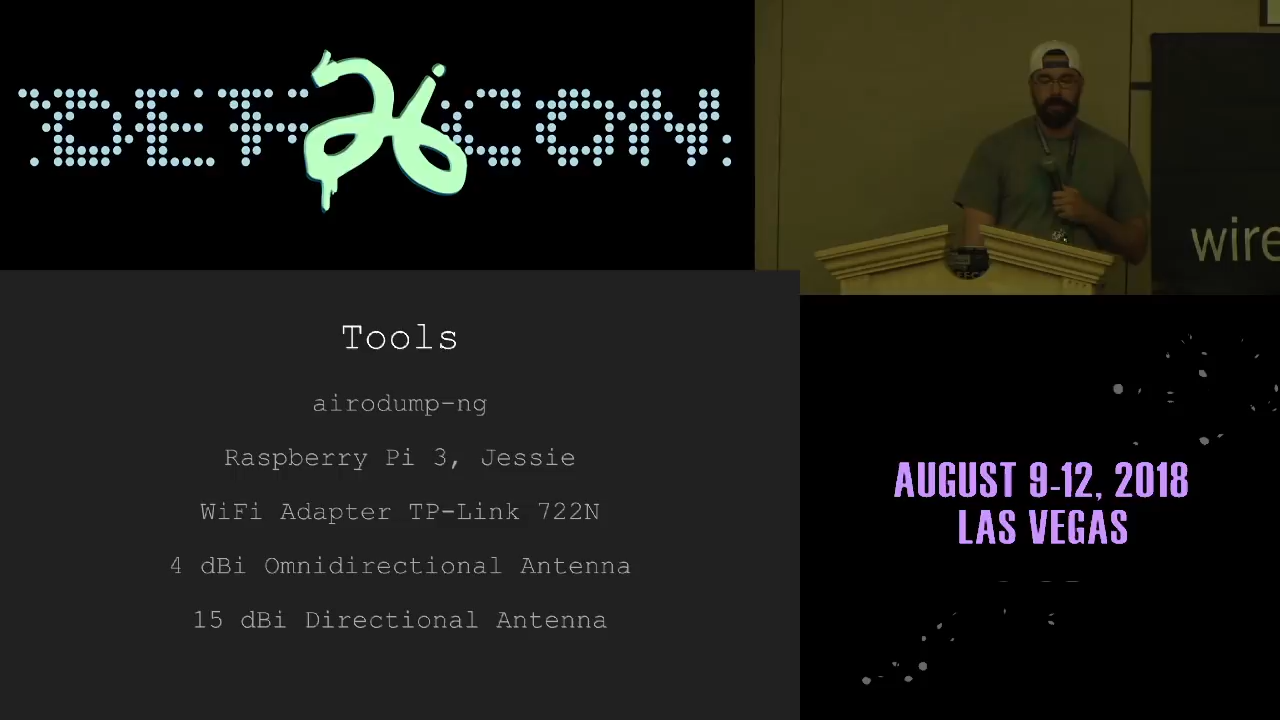 DEF 26 CON
wire
Tools
airodump-ng
Raspberry Pi 3, Jessie
WiFi Adapter TP-Link 722N
4 dBi Omnidirectional Antenna
15 dBi Directional Antenna
AUGUST 9-12, 2018
LAS VEGAS